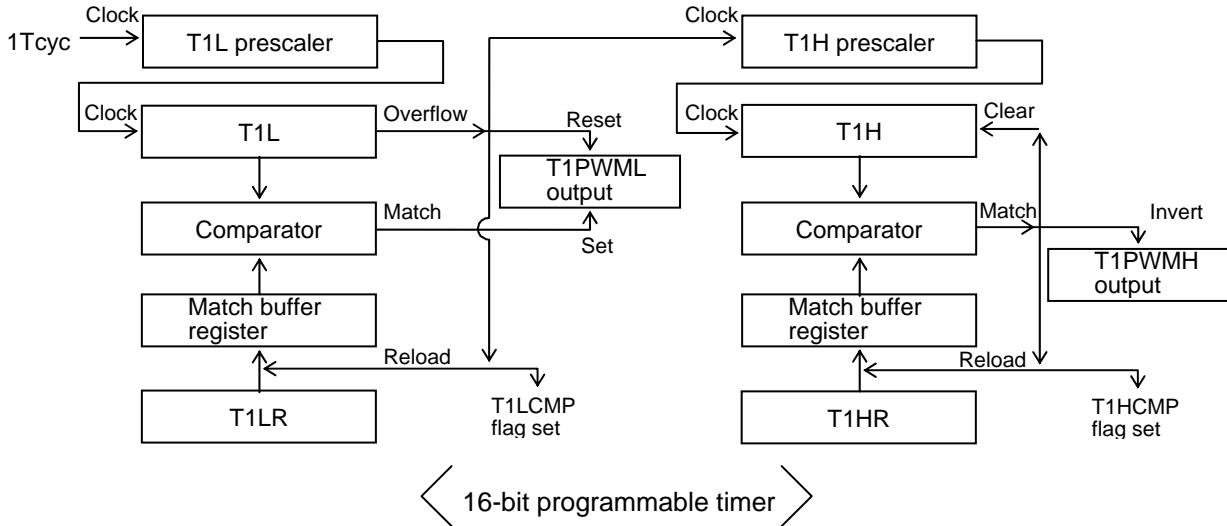 Clock
1Tcyc
T1L prescaler
Clock
T1H prescaler
Clock
T1L
Overflow
Reset
Clock
T1H
Clear
T1PWML
output
Comparator
Match
Set
Comparator
Match
Invert
T1PWMH
output
Match buffer
register
Match buffer
register
Reload
Reload
T1LR
T1LCMP
flag set
T1HR
T1HCMP
flag set
16-bit programmable timer